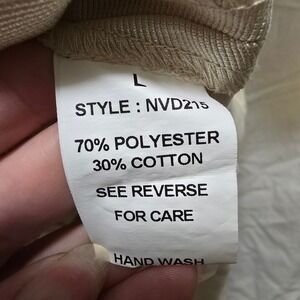 L
STYLE : NVD215
70% POLYESTER
30% COTTON
SEE REVERSE
FOR CARE
HAND WASH